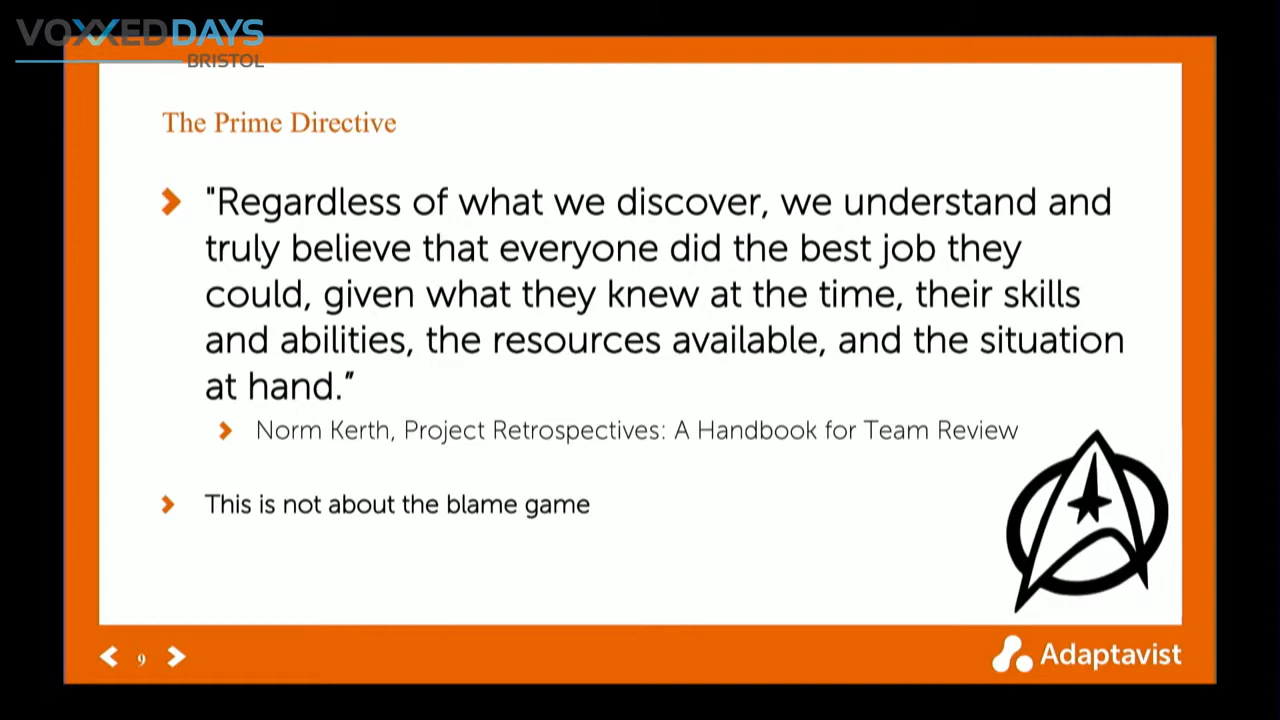 VOXXEDDAYS
BRISTOL
The Prime Directive
"Regardless of what we discover, we understand and
truly believe that everyone did the best job they
could, given what they knew at the time, their skills
and abilities, the resources available, and the situation
at hand.”
Norm Kerth, Project Retrospectives: A Handbook for Team Review
This is not about the blame game
9
Adaptavist